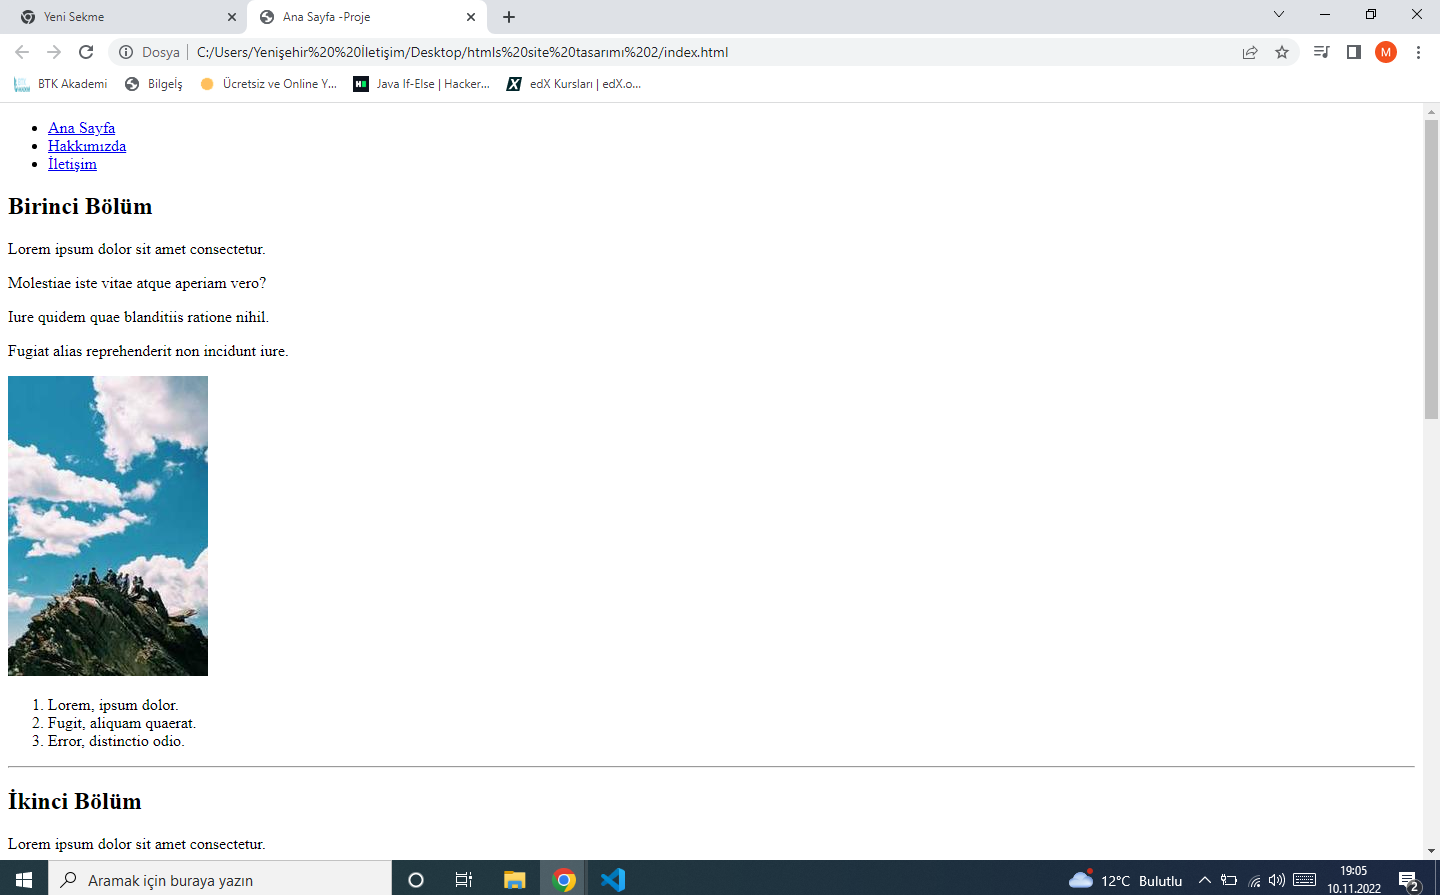 Yeni Sekme
Ana Sayfa -Proje
Dosya
C:/Users/Yenişehir%20%20İletişim/Desktop/htmls%20site%20tasarımı%202/index.html
M
BTK Akademi
Bilgeİş
Ücretsiz ve Online Y...
Java If-Else | Hacker...
edX Kursları | edX.o...
Ana Sayfa
Hakkımızda
İletişim
Birinci Bölüm
Lorem ipsum dolor sit amet consectetur.
Molestiae iste vitae atque aperiam vero?
Iure quidem quae blanditiis ratione nihil.
Fugiat alias reprehenderit non incidunt iure.
1. Lorem, ipsum dolor.
2. Fugit, aliquam quaerat.
3. Error, distinctio odio.
İkinci Bölüm
Lorem ipsum dolor sit amet consectetur.
Aramak için buraya yazın
12°C Bulutlu
19:05
10.11.2022
2